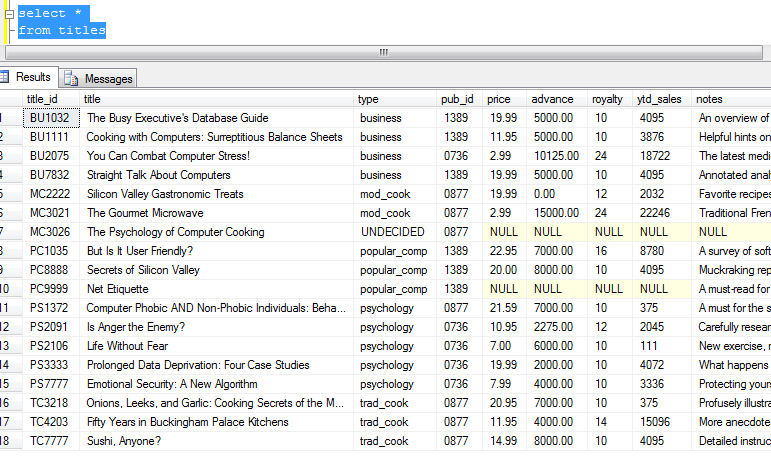 select *
from titles
Results Messages
title_id title type pub_id price advance royalty ytd_sales notes
1 BU1032 The Busy Executive's Database Guide business 1389 19.99 5000.00 10 4095 An overview of
2 BU1111 Cooking with Computers: Surreptitious Balance Sheets business 1389 11.95 5000.00 10 3876 Helpful hints on
3 BU2075 You Can Combat Computer Stress! business 0736 2.99 10125.00 24 18722 The latest medi
4 BU7832 Straight Talk About Computers business 1389 19.99 5000.00 10 4095 Annotated analy
5 MC2222 Silicon Valley Gastronomic Treats mod_cook 0877 19.99 0.00 12 2032 Favorite recipes
6 MC3021 The Gourmet Microwave mod_cook 0877 2.99 15000.00 24 22246 Traditional Fren
7 MC3026 The Psychology of Computer Cooking UNDECIDED 0877 NULL NULL NULL NULL NULL
8 PC1035 But Is It User Friendly? popular_comp 1389 22.95 7000.00 16 8780 A survey of soft
9 PC8888 Secrets of Silicon Valley popular_comp 1389 20.00 8000.00 10 4095 Muckraking rep
10 PC9999 Net Etiquette popular_comp 1389 NULL NULL NULL NULL A must-read for
11 PS1372 Computer Phobic AND Non-Phobic Individuals: Beha... psychology 0877 21.59 7000.00 10 375 A must for the s
12 PS2091 Is Anger the Enemy? psychology 0736 10.95 2275.00 12 2045 Carefully resear
13 PS2106 Life Without Fear psychology 0736 7.00 6000.00 10 111 New exercise, m
14 PS3333 Prolonged Data Deprivation: Four Case Studies psychology 0736 19.99 2000.00 10 4072 What happens
15 PS7777 Emotional Security: A New Algorithm psychology 0736 7.99 4000.00 10 3336 Protecting yours
16 TC3218 Onions, Leeks, and Garlic: Cooking Secrets of the M... trad_cook 0877 20.95 7000.00 10 375 Profusely illustra
17 TC4203 Fifty Years in Buckingham Palace Kitchens trad_cook 0877 11.95 4000.00 14 15096 More anecdote
18 TC7777 Sushi, Anyone? trad_cook 0877 14.99 8000.00 10 4095 Detailed instruc